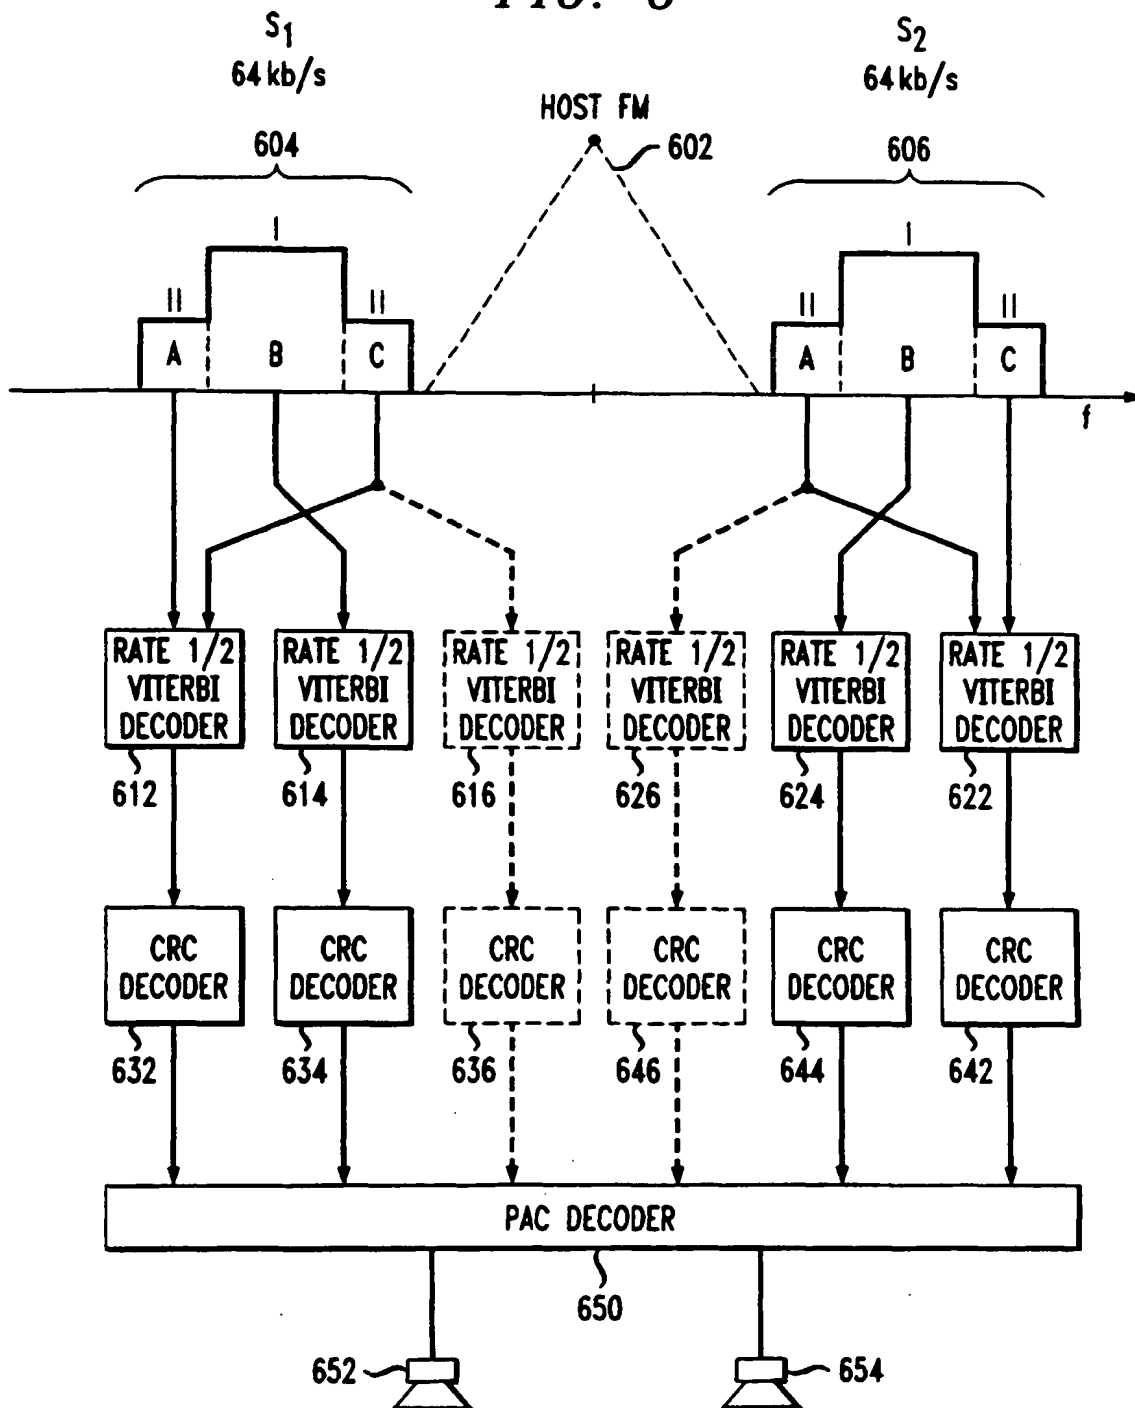 FIG. 6
S1
64 kb/s
604
HOST FM
602
S2
64 kb/s
606
I
II
II
A
B
C
I
II
II
A
B
C
f
RATE 1/2
VITERBI
DECODER
612
RATE 1/2
VITERBI
DECODER
614
RATE 1/2
VITERBI
DECODER
616
RATE 1/2
VITERBI
DECODER
626
RATE 1/2
VITERBI
DECODER
624
RATE 1/2
VITERBI
DECODER
622
CRC
DECODER
632
CRC
DECODER
634
CRC
DECODER
636
CRC
DECODER
646
CRC
DECODER
644
CRC
DECODER
642
PAC DECODER
650
652
654